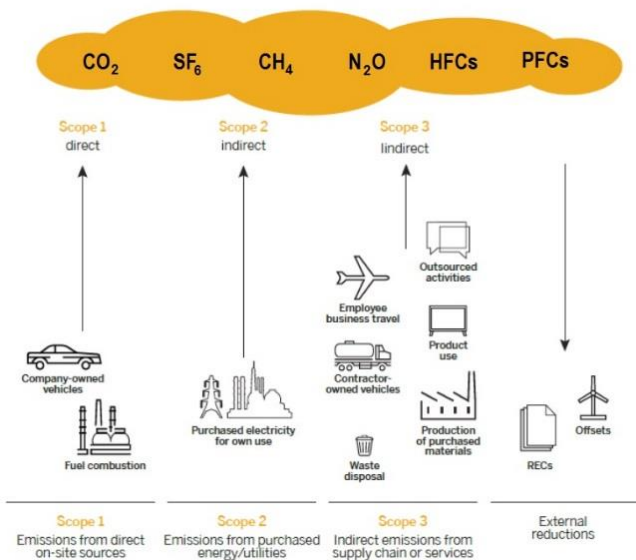 CO₂ SF₆ CH₄ N₂O HFCs PFCs
Scope 1
direct
Scope 2
indirect
Scope 3
Iindirect
Company-owned
vehicles
Fuel combustion
Purchased electricity
for own use
Employee
business travel
Contractor-
owned vehicles
Waste
disposal
Outsourced
activities
Product
use
Production
of purchased
materials
RECs
Offsets
Scope 1
Emissions from direct
on-site sources
Scope 2
Emissions from purchased
energy/utilities
Scope 3
Indirect emissions from
supply chain or services
External
reductions